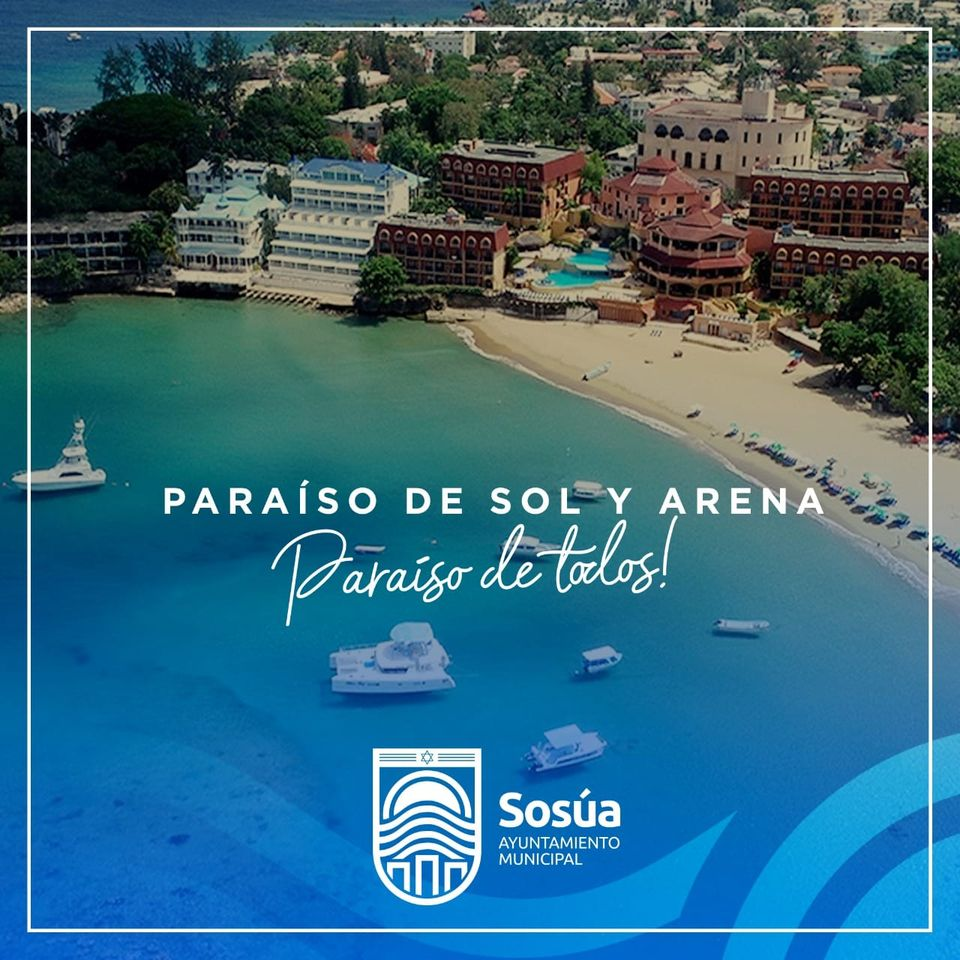 PARAÍSO DE SOL Y ARENA
Paraíso de todos!
Sosúa
AYUNTAMIENTO
MUNICIPAL